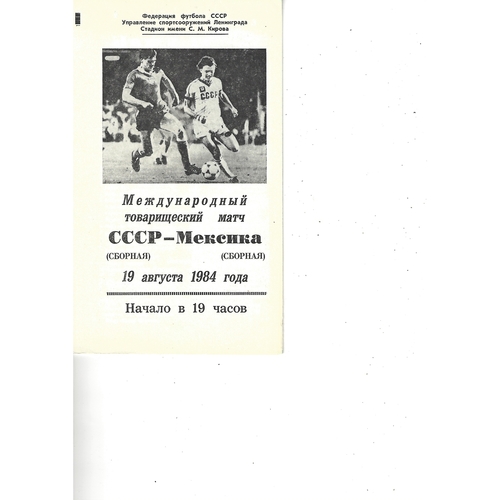 Федерация футбола СССР
Управление спортсооружений Ленинграда
Стадион имени С. М. Кирова
СССР
Международный
товарищеский матч
СССР–Мексика
(СБОРНАЯ) (СБОРНАЯ)
19 августа 1984 года
Начало в 19 часов